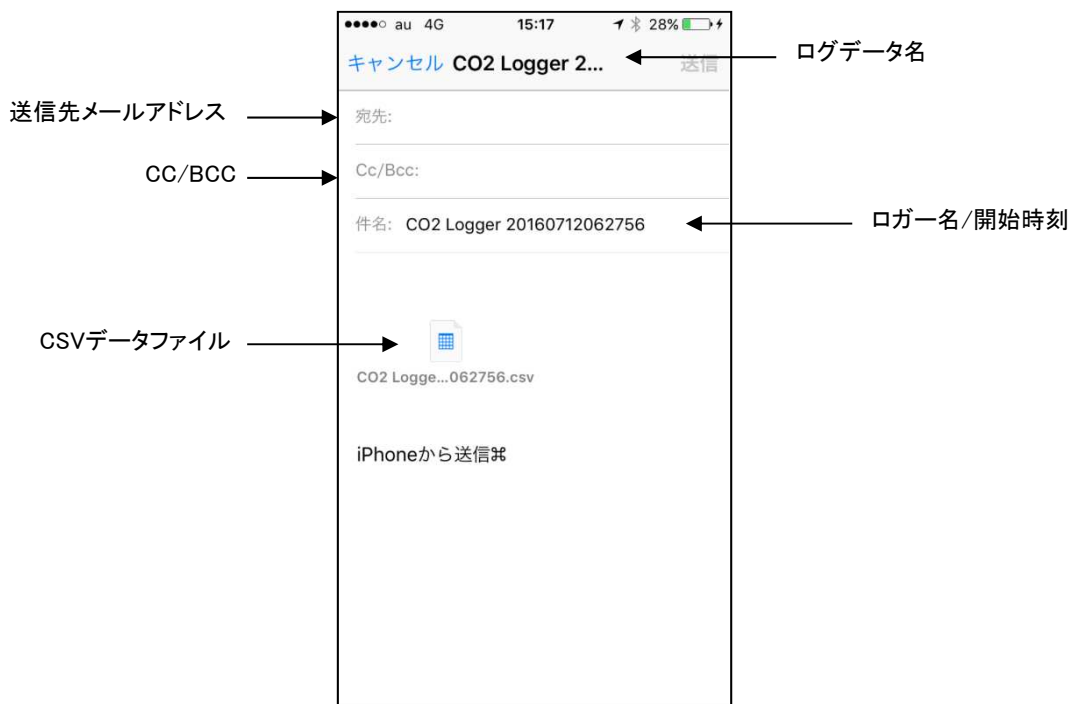 ●●●●○ au 4G 15:17 28%
キャンセル CO2 Logger 2... 送信
ログデータ名
送信先メールアドレス
宛先:
CC/BCC
Cc/Bcc:
件名: CO2 Logger 20160712062756
ロガー名/開始時刻
CSVデータファイル
CO2 Logge...062756.csv
iPhoneから送信⌘